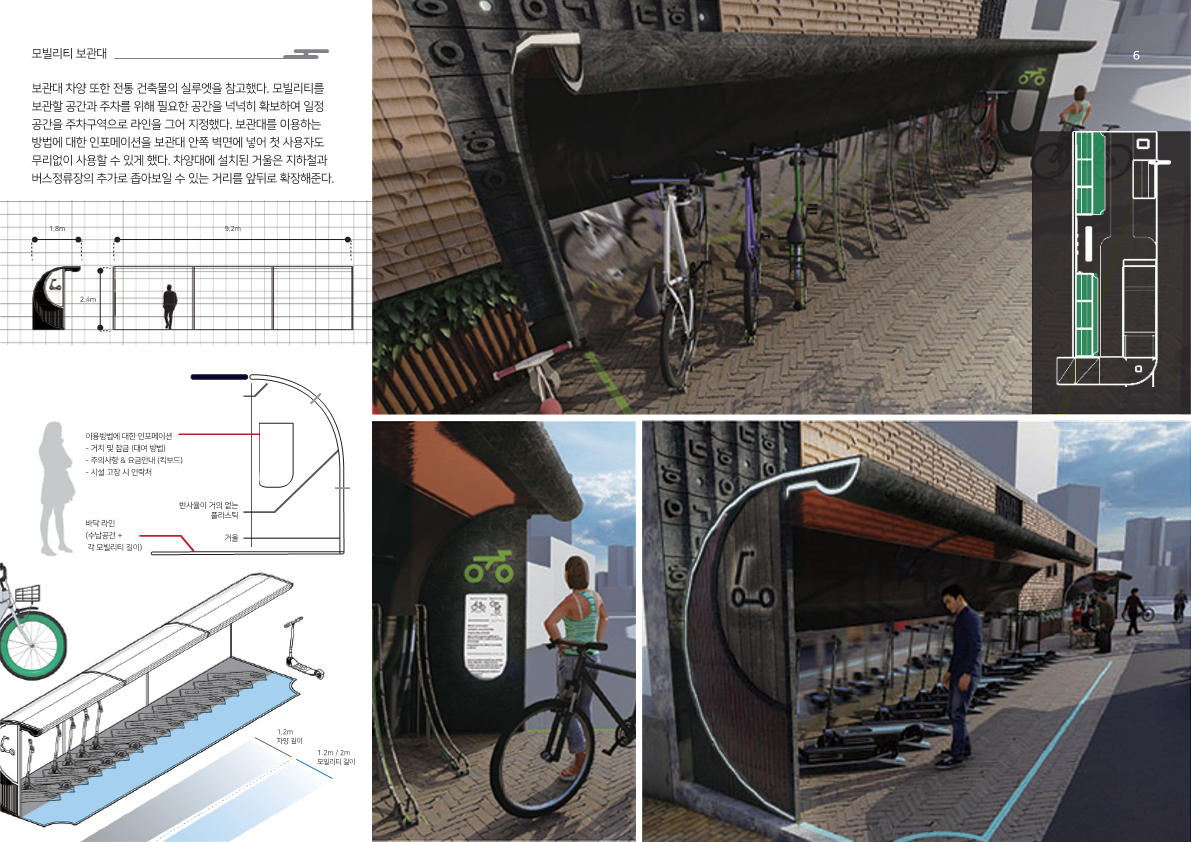 모빌리티 보관대
6
보관대 차양 또한 전통 건축물의 실루엣을 참고했다. 모빌리티를
보관할 공간과 주차를 위해 필요한 공간을 넉넉히 확보하여 일정
공간을 주차구역으로 라인을 그어 지정했다. 보관대를 이용하는
방법에 대한 인포메이션을 보관대 안쪽 벽면에 넣어 첫 사용자도
무리없이 사용할 수 있게 했다. 차양대에 설치된 거울은 지하철과
버스정류장의 추가로 좁아보일 수 있는 거리를 앞뒤로 확장해준다.
1.8m
9.2m
2.4m
이용방법에 대한 인포메이션
- 거치 및 잠금 (대여 방법)
- 주의사항 & 요금안내 (킥보드)
- 시설 고장 시 연락처
반사율이 거의 없는
플라스틱
바닥 라인
(수납공간 +
각 모빌리티 길이)
거울
1.2m
차양 길이
1.2m / 2m
모빌리티 길이